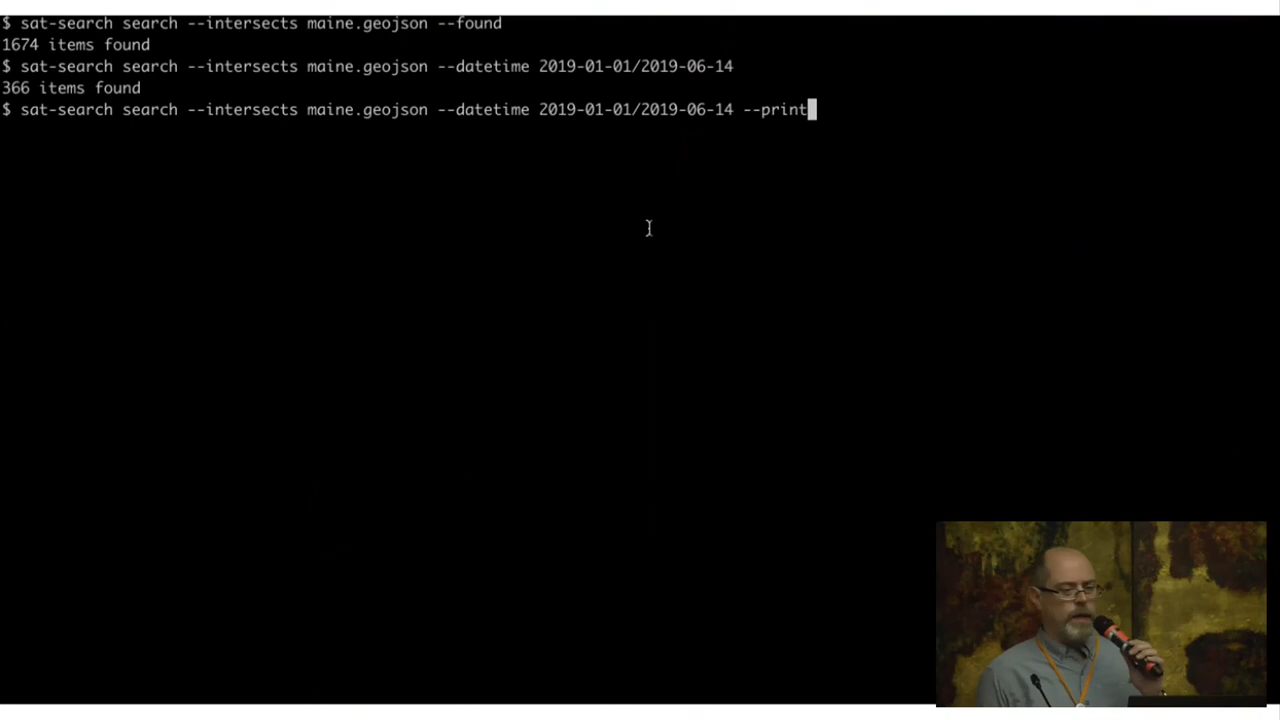 $ sat-search search --intersects maine.geojson --found
1674 items found
$ sat-search search --intersects maine.geojson --datetime 2019-01-01/2019-06-14
366 items found
$ sat-search search --intersects maine.geojson --datetime 2019-01-01/2019-06-14 --print